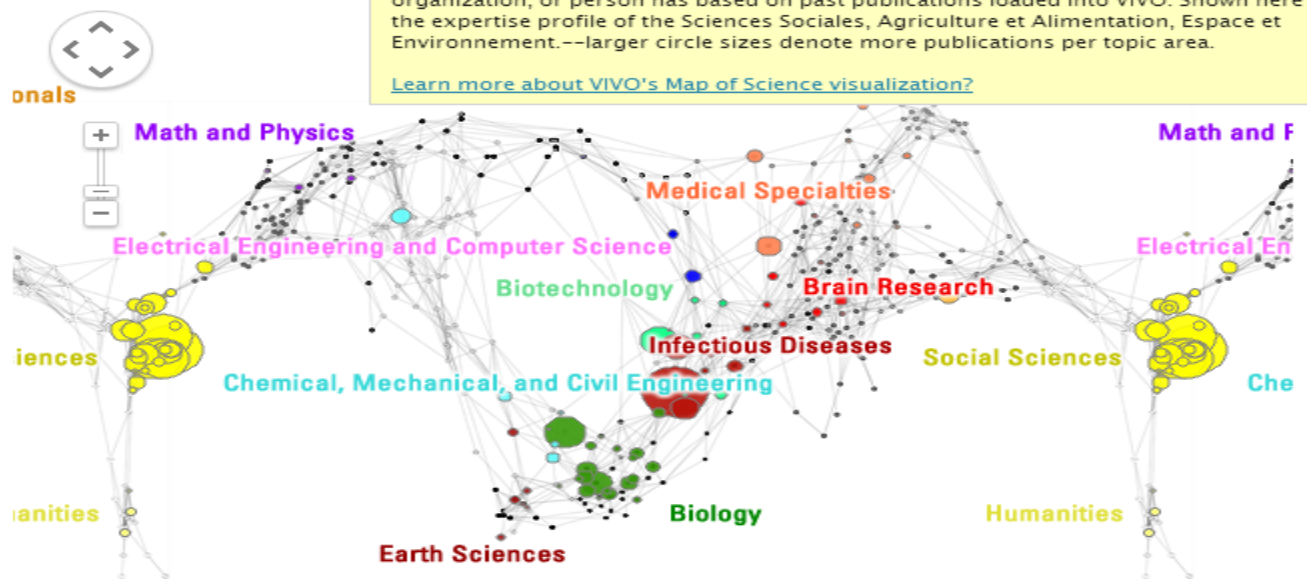 organization, or person has based on past publications loaded into VIVO. Shown here
the expertise profile of the Sciences Sociales, Agriculture et Alimentation, Espace et
Environnement.--larger circle sizes denote more publications per topic area.
Learn more about VIVO's Map of Science visualization?
onals
Math and Physics
Math and P
Medical Specialties
Electrical Engineering and Computer Science
Electrical En
Biotechnology
Brain Research
Infectious Diseases
iences
Social Sciences
Chemical, Mechanical, and Civil Engineering
Che
anities
Biology
Humanities
Earth Sciences